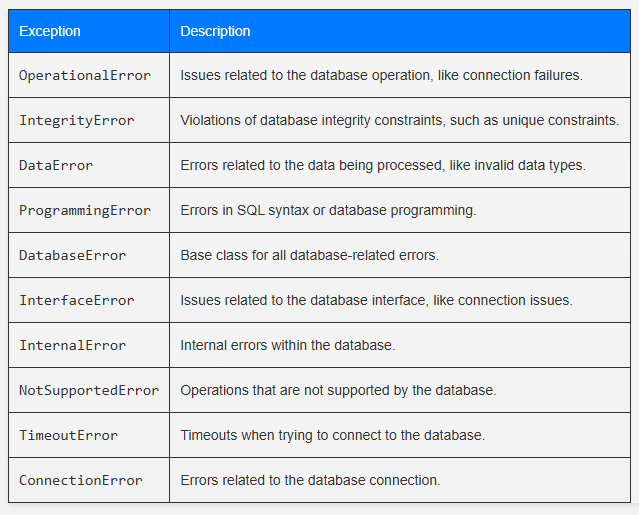 Exception Description
OperationalError Issues related to the database operation, like connection failures.
IntegrityError Violations of database integrity constraints, such as unique constraints.
DataError Errors related to the data being processed, like invalid data types.
ProgrammingError Errors in SQL syntax or database programming.
DatabaseError Base class for all database-related errors.
InterfaceError Issues related to the database interface, like connection issues.
InternalError Internal errors within the database.
NotSupportedError Operations that are not supported by the database.
TimeoutError Timeouts when trying to connect to the database.
ConnectionError Errors related to the database connection.